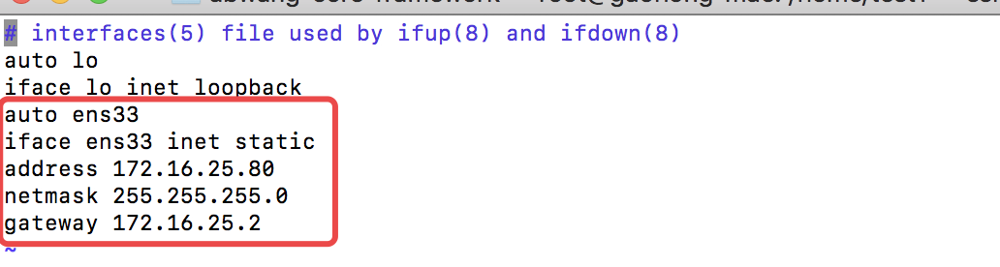 # interfaces(5) file used by ifup(8) and ifdown(8)
auto lo
iface lo inet loopback
auto ens33
iface ens33 inet static
address 172.16.25.80
netmask 255.255.255.0
gateway 172.16.25.2
~